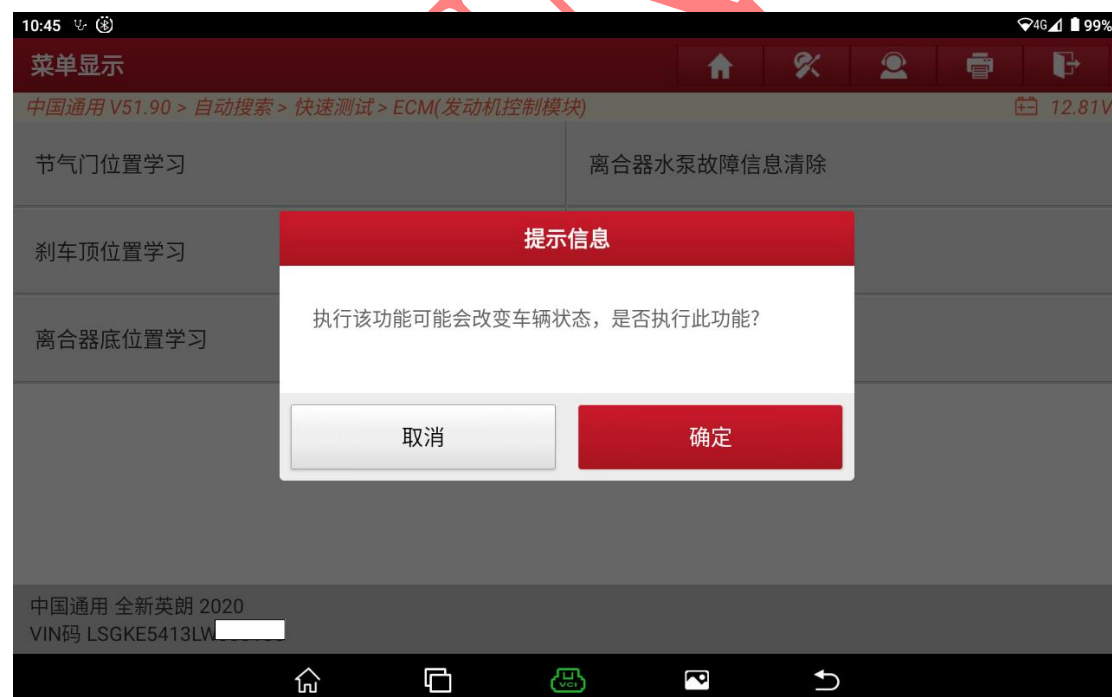 10:45 4G 99%
菜单显示
中国通用 V51.90 > 自动搜索 > 快速测试 > ECM(发动机控制模块) 12.81V
节气门位置学习 离合器水泵故障信息清除
提示信息
刹车顶位置学习
执行该功能可能会改变车辆状态，是否执行此功能?
离合器底位置学习
取消 确定
中国通用 全新英朗 2020
VIN码 LSGKE5413LW
VCI